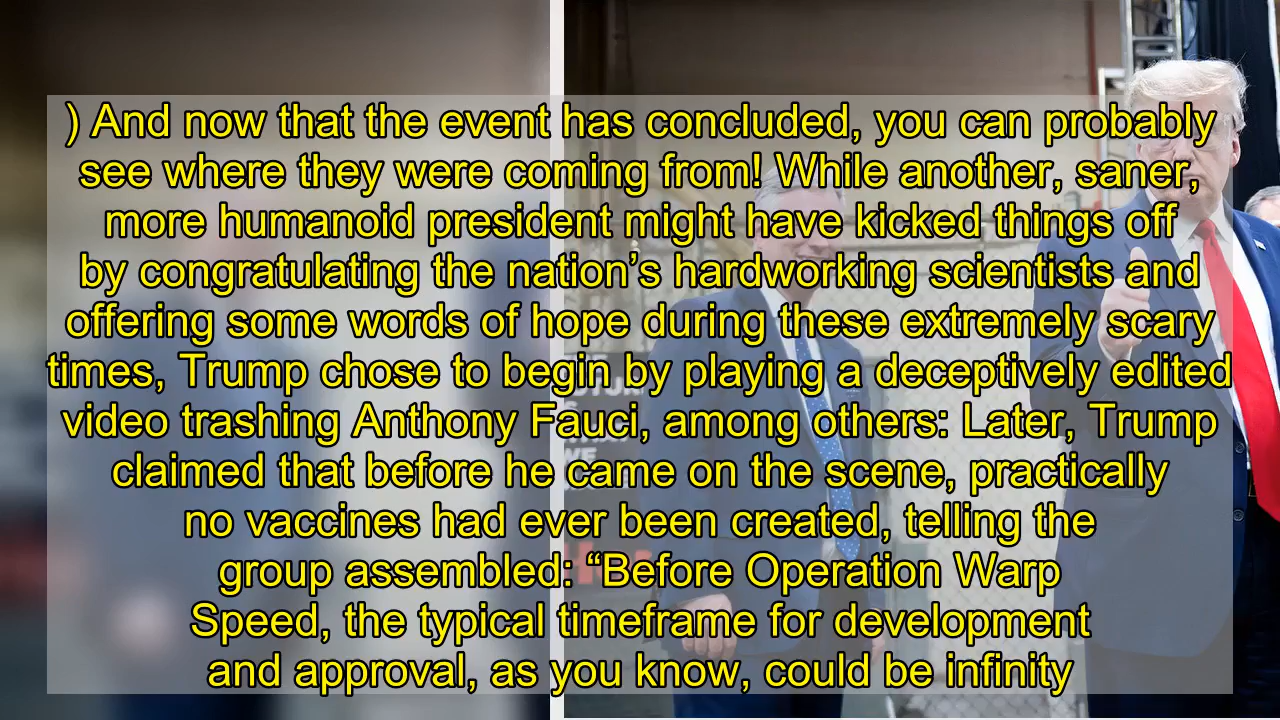 ) And now that the event has concluded, you can probably
see where they were coming from! While another, saner,
more humanoid president might have kicked things off
by congratulating the nation’s hardworking scientists and
offering some words of hope during these extremely scary
times, Trump chose to begin by playing a deceptively edited
video trashing Anthony Fauci, among others: Later, Trump
claimed that before he came on the scene, practically
no vaccines had ever been created, telling the
group assembled: “Before Operation Warp
Speed, the typical timeframe for development
and approval, as you know, could be infinity